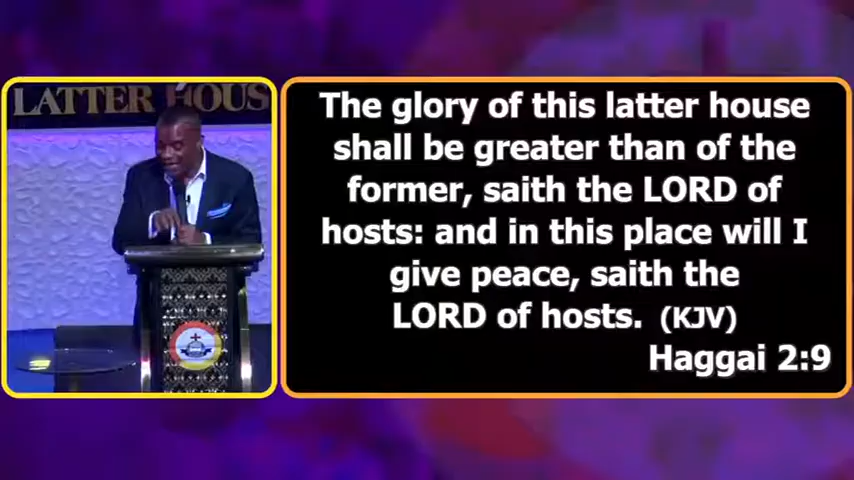 LATTER HOUS
The glory of this latter house
shall be greater than of the
former, saith the LORD of
hosts: and in this place will I
give peace, saith the
LORD of hosts. (KJV)
Haggai 2:9